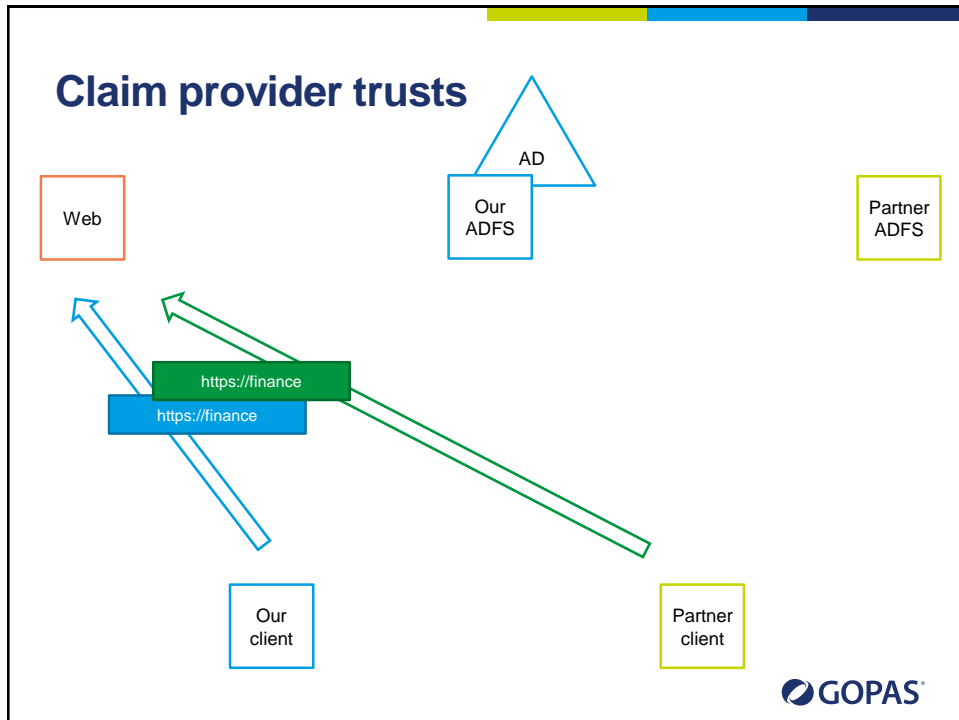 Claim provider trusts
AD
Web
Our
ADFS
Partner
ADFS
https://finance
https://finance
Our
client
Partner
client
GOPAS®